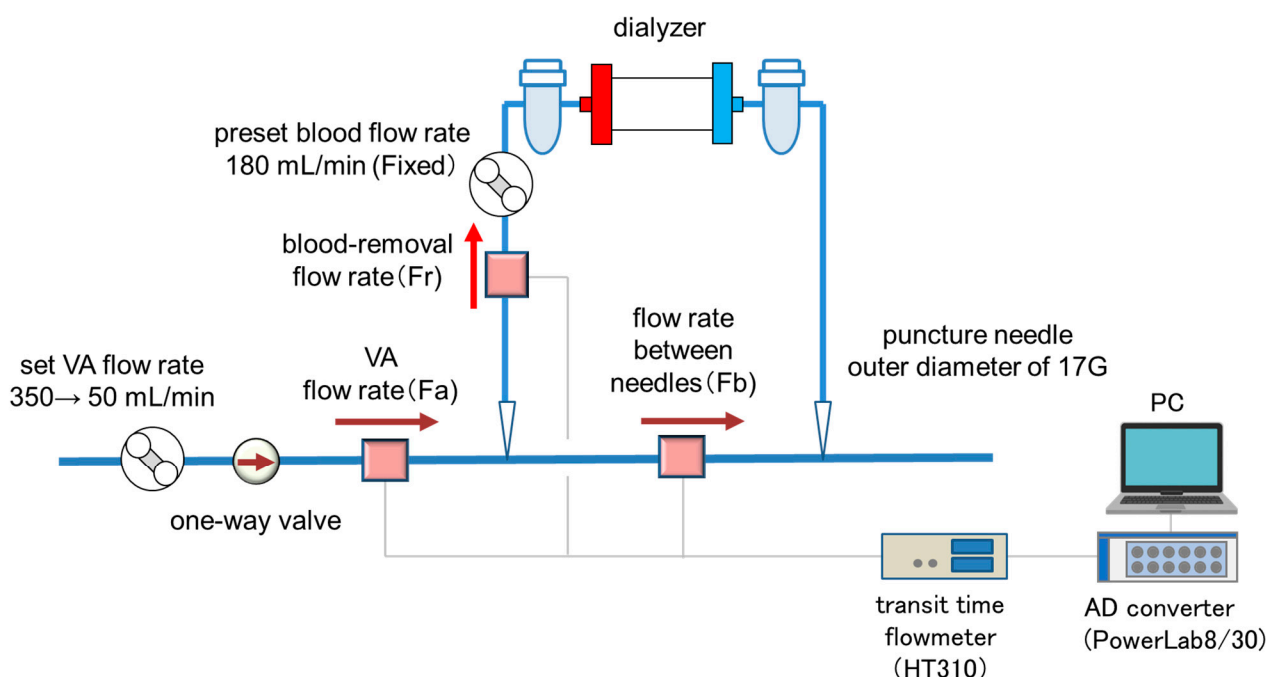 dialyzer
preset blood flow rate
180 mL/min (Fixed）
blood-removal
flow rate（Fr)
set VA flow rate
350→ 50 mL/min
VA
flow rate（Fa）
flow rate
between
needles（Fb）
puncture needle
outer diameter of 17G
PC
one-way valve
transit time
flowmeter
（HT310）
AD converter
（PowerLab8/30）